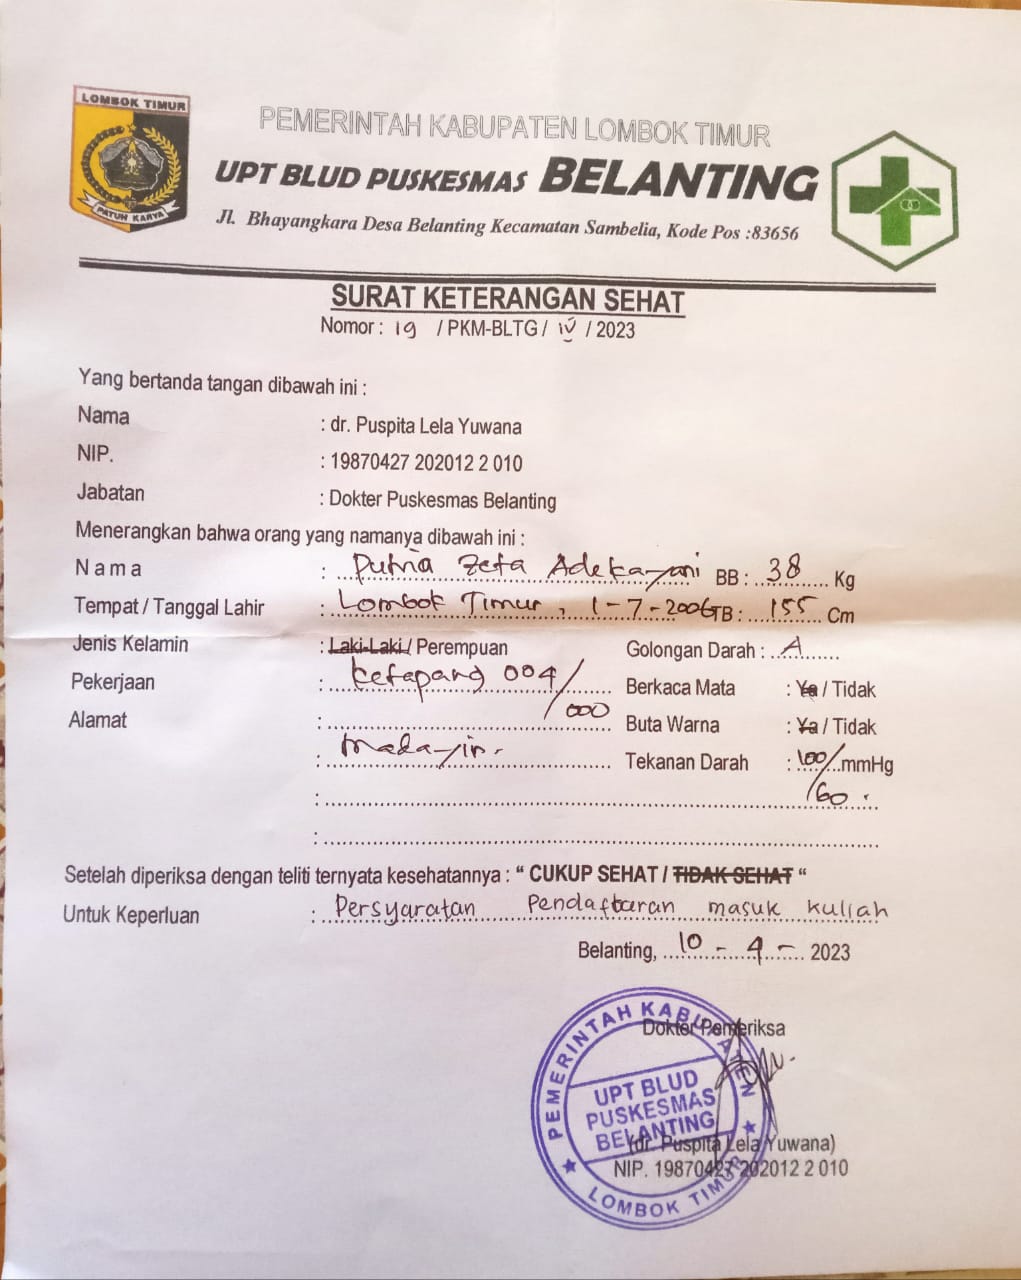 LOMBOK TIMUR
PATUH KARYA
PEMERINTAH KABUPATEN LOMBOK TIMUR
UPT BLUD PUSKESMAS BELANTING
Jl. Bhayangkara Desa Belanting Kecamatan Sambelia, Kode Pos :83656
SURAT KETERANGAN SEHAT
Nomor : 19 / PKM-BLTG / IV / 2023
Yang bertanda tangan dibawah ini :
Nama : dr. Puspita Lela Yuwana
NIP. : 19870427 202012 2 010
Jabatan : Dokter Puskesmas Belanting
Menerangkan bahwa orang yang namanya dibawah ini :
N a m a : Putria Zeta Adekayani BB : 38 Kg
Tempat / Tanggal Lahir : Lombok Timur, 1-7-2006 TB : 155 Cm
Jenis Kelamin : Laki-Laki / Perempuan Golongan Darah : A
Pekerjaan : Ketapang 004/ Berkaca Mata : Ya / Tidak
Alamat : 000 Buta Warna : Ya / Tidak
: Madayin. Tekanan Darah : 100/ mmHg
: 60.
:
Setelah diperiksa dengan teliti ternyata kesehatannya : “ CUKUP SEHAT / TIDAK SEHAT “
Untuk Keperluan : Persyaratan Pendaftaran masuk kuliah
Belanting, 10 - 4 - 2023
Dokter Pemeriksa
PEMERINTAH KABUPATEN
UPT BLUD
PUSKESMAS
BELANTING
LOMBOK TIMUR
(dr. Puspita Lela Yuwana)
NIP. 19870427 202012 2 010